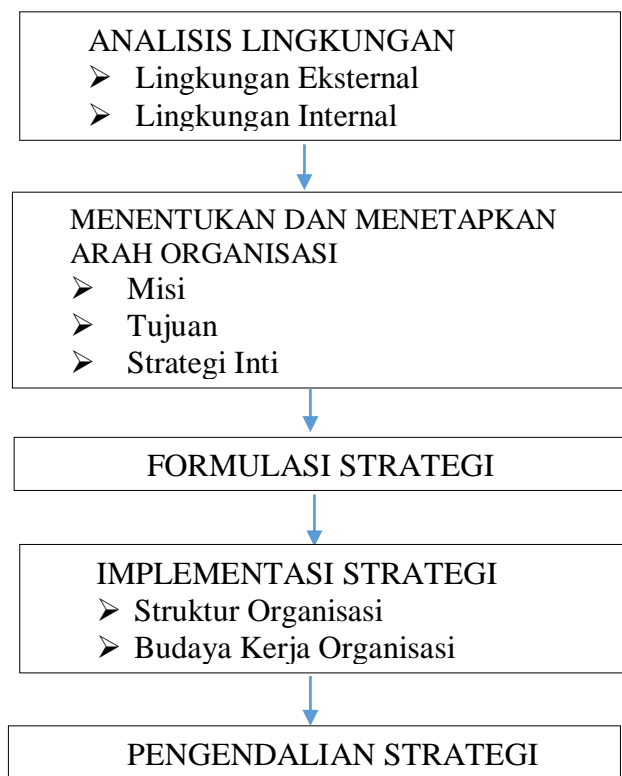 ANALISIS LINGKUNGAN
➢ Lingkungan Eksternal
➢ Lingkungan Internal
MENENTUKAN DAN MENETAPKAN
ARAH ORGANISASI
➢ Misi
➢ Tujuan
➢ Strategi Inti
FORMULASI STRATEGI
IMPLEMENTASI STRATEGI
➢ Struktur Organisasi
➢ Budaya Kerja Organisasi
PENGENDALIAN STRATEGI